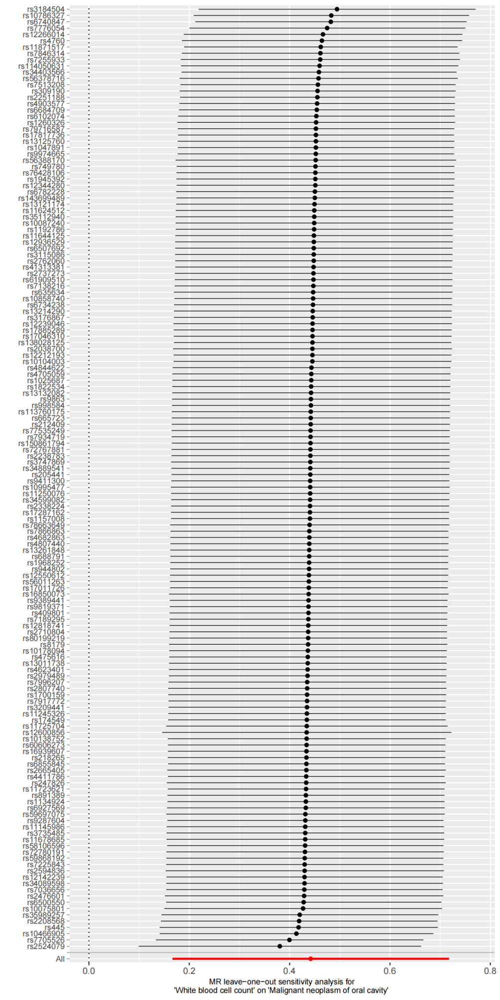 rs3184504
rs10786327
rs6740847
rs7776054
rs12266014
rs4760
rs11871517
rs7846314
rs7255933
rs114050631
rs34403566
rs56378716
rs7513208
rs309190
rs2251188
rs4903577
rs6684709
rs6102074
rs1260326
rs79716587
rs17817736
rs13125760
rs1047891
rs9974665
rs56388170
rs749780
rs76428106
rs1945392
rs12344280
rs6782228
rs143699489
rs13121174
rs11624512
rs35112940
rs10087240
rs1192786
rs11644125
rs12936529
rs6507692
rs3115086
rs2762060
rs41313381
rs2737273
rs61909510
rs7138216
rs635634
rs10858740
rs6734238
rs13214290
rs3176867
rs12239046
rs17885289
rs17046310
rs138028125
rs2038700
rs12212193
rs10104003
rs4844622
rs4705059
rs1025687
rs1822534
rs13132082
rs9863
rs998584
rs113760175
rs665723
rs212409
rs77535249
rs7934719
rs150861794
rs72767881
rs2238783
rs3747869
rs34889541
rs205441
rs9411300
rs10995477
rs11250076
rs34599082
rs2338224
rs17287162
rs1157008
rs78663649
rs7866863
rs4682863
rs4807440
rs13261848
rs688791
rs1968252
rs944802
rs12550612
rs56011263
rs17011726
rs16850073
rs9389441
rs9819371
rs409801
rs7189295
rs12818741
rs2710804
rs80199219
rs8179
rs10178094
rs475616
rs13011738
rs4623401
rs2979489
rs7996207
rs2807740
rs1700159
rs7917772
rs3209441
rs11245326
rs174549
rs11725704
rs12600856
rs10138752
rs60606273
rs16939607
rs218265
rs6855845
rs2665405
rs4411786
rs247826
rs11723621
rs891389
rs1134924
rs6927569
rs59697075
rs9287604
rs11145986
rs3735485
rs11678685
rs58106596
rs72780191
rs59868192
rs7225843
rs2594836
rs12142239
rs34089598
rs7036656
rs2476601
rs6500550
rs10075801
rs35989257
rs2208568
rs445
rs10466905
rs7705526
rs2524079
All
0.0 0.2 0.4 0.6 0.8
MR leave−one−out sensitivity analysis for
'White blood cell count' on 'Malignant neoplasm of oral cavity'